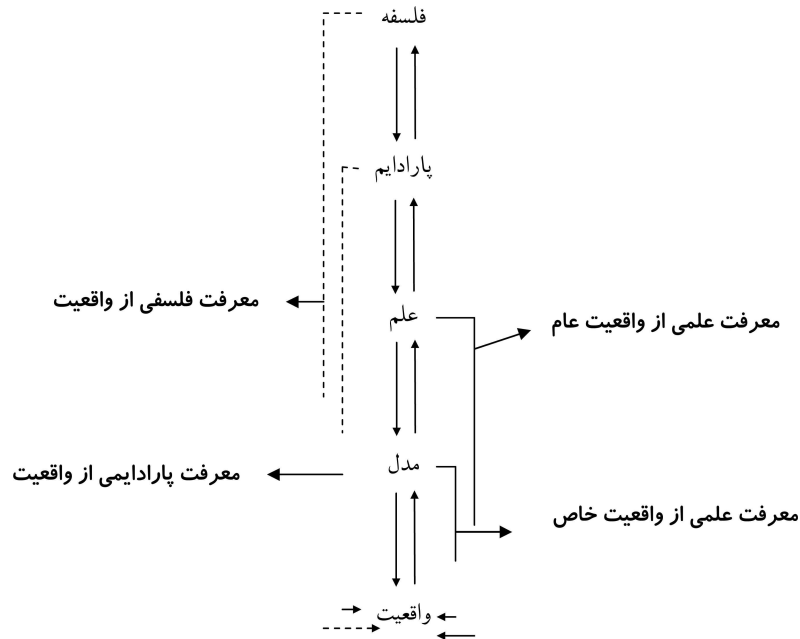 فلسفه
پارادایم
معرفت فلسفی از واقعیت
علم
معرفت علمی از واقعیت عام
مدل
معرفت پارادایمی از واقعیت
معرفت علمی از واقعیت خاص
واقعیت